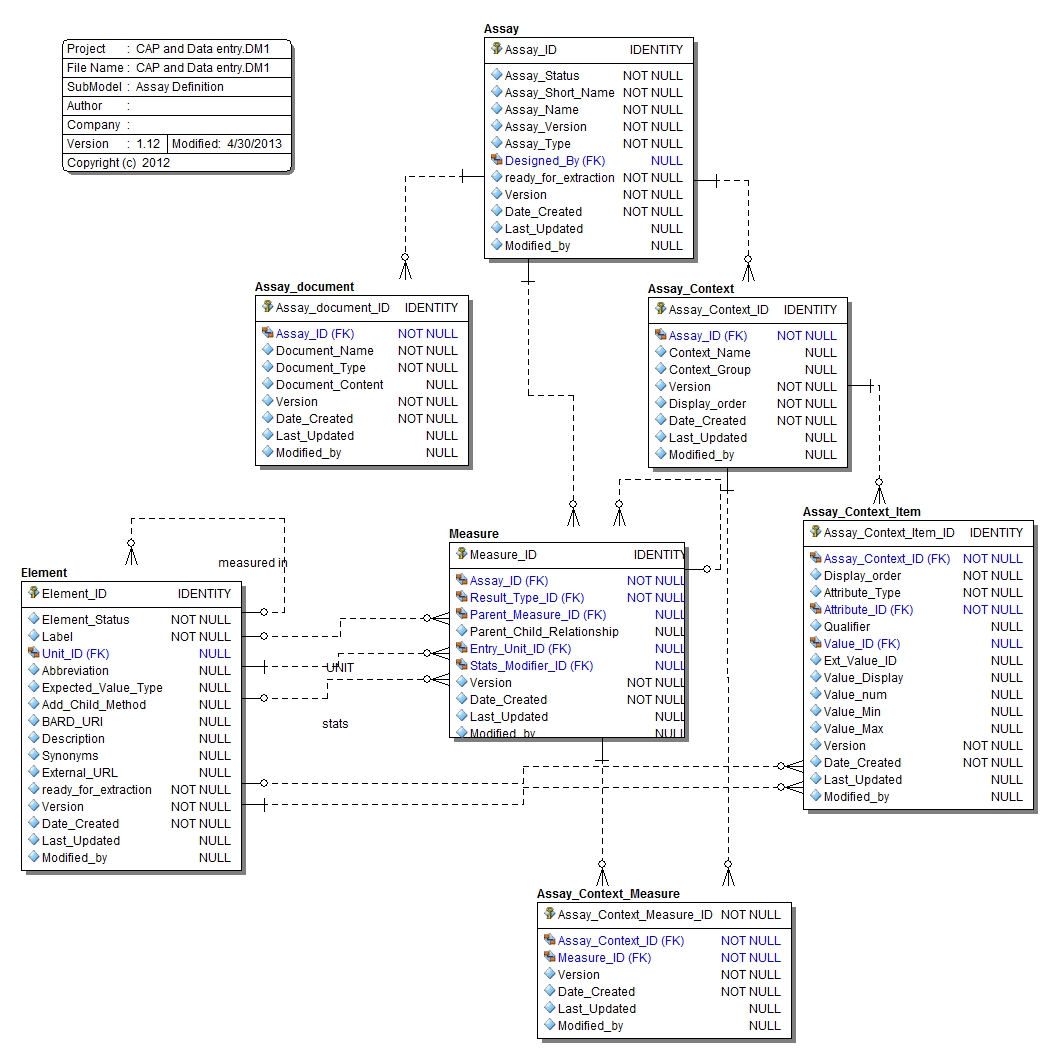 Project : CAP and Data entry.DM1
File Name : CAP and Data entry.DM1
SubModel : Assay Definition
Author :
Company :
Version : 1.12 Modified: 4/30/2013
Copyright (c) 2012
Assay
Assay_ID IDENTITY
Assay_Status NOT NULL
Assay_Short_Name NOT NULL
Assay_Name NOT NULL
Assay_Version NOT NULL
Assay_Type NOT NULL
Designed_By (FK) NULL
ready_for_extraction NOT NULL
Version NOT NULL
Date_Created NOT NULL
Last_Updated NULL
Modified_by NULL
Assay_document
Assay_document_ID IDENTITY
Assay_ID (FK) NOT NULL
Document_Name NOT NULL
Document_Type NOT NULL
Document_Content NULL
Version NOT NULL
Date_Created NOT NULL
Last_Updated NULL
Modified_by NULL
Assay_Context
Assay_Context_ID IDENTITY
Assay_ID (FK) NOT NULL
Context_Name NULL
Context_Group NULL
Version NOT NULL
Display_order NOT NULL
Date_Created NOT NULL
Last_Updated NULL
Modified_by NULL
Assay_Context_Item
Assay_Context_Item_ID IDENTITY
Assay_Context_ID (FK) NOT NULL
Display_order NOT NULL
Attribute_Type NOT NULL
Attribute_ID (FK) NOT NULL
Qualifier NULL
Value_ID (FK) NULL
Ext_Value_ID NULL
Value_Display NULL
Value_num NULL
Value_Min NULL
Value_Max NULL
Version NOT NULL
Date_Created NOT NULL
Last_Updated NULL
Modified_by NULL
Measure
Measure_ID IDENTITY
Assay_ID (FK) NOT NULL
Result_Type_ID (FK) NOT NULL
Parent_Measure_ID (FK) NULL
Parent_Child_Relationship NULL
Entry_Unit_ID (FK) NULL
Stats_Modifier_ID (FK) NULL
Version NOT NULL
Date_Created NOT NULL
Last_Updated NULL
Modified_by NULL
measured in
UNIT
stats
Element
Element_ID IDENTITY
Element_Status NOT NULL
Label NOT NULL
Unit_ID (FK) NULL
Abbreviation NULL
Expected_Value_Type NULL
Add_Child_Method NULL
BARD_URI NULL
Description NULL
Synonyms NULL
External_URL NULL
ready_for_extraction NOT NULL
Version NOT NULL
Date_Created NOT NULL
Last_Updated NULL
Modified_by NULL
Assay_Context_Measure
Assay_Context_Measure_ID NOT NULL
Assay_Context_ID (FK) NOT NULL
Measure_ID (FK) NOT NULL
Version NOT NULL
Date_Created NOT NULL
Last_Updated NULL
Modified_by NULL